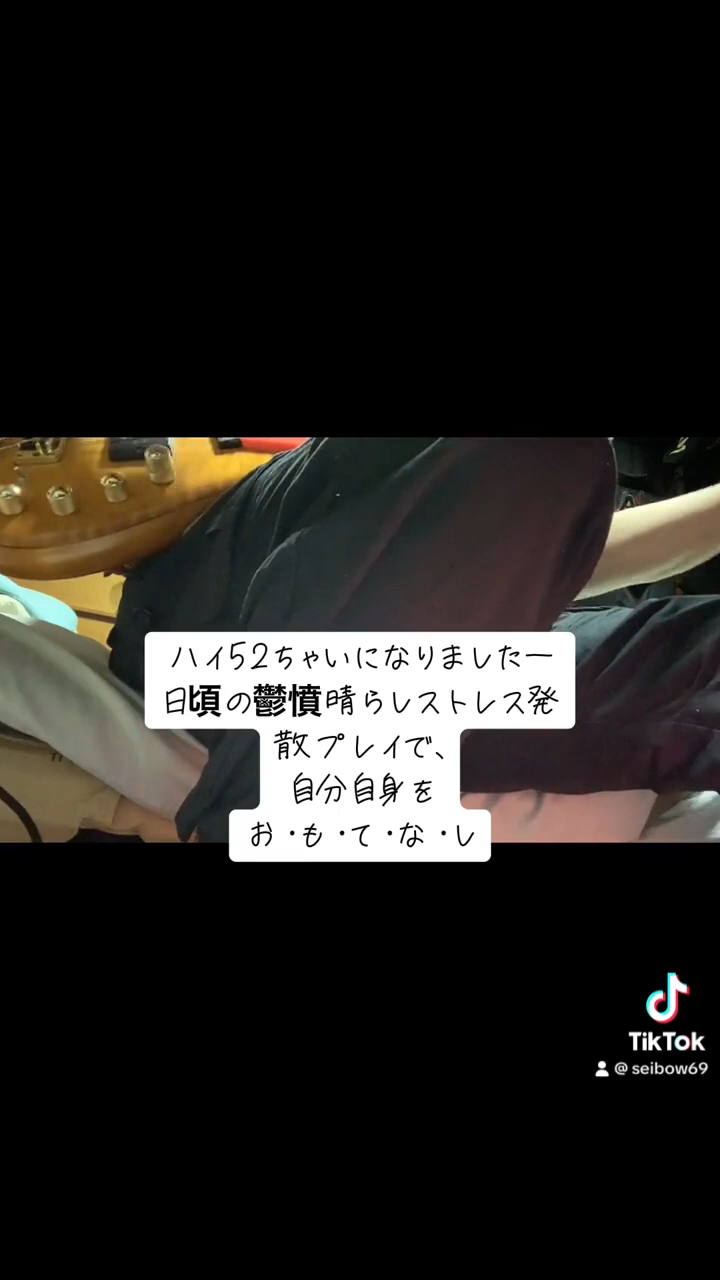 ハイ52ちゃいになりましたー
日頃の鬱憤晴らしストレス発
散プレイで、
自分自身を
お・も・て・な・し
TikTok
@ seibow69